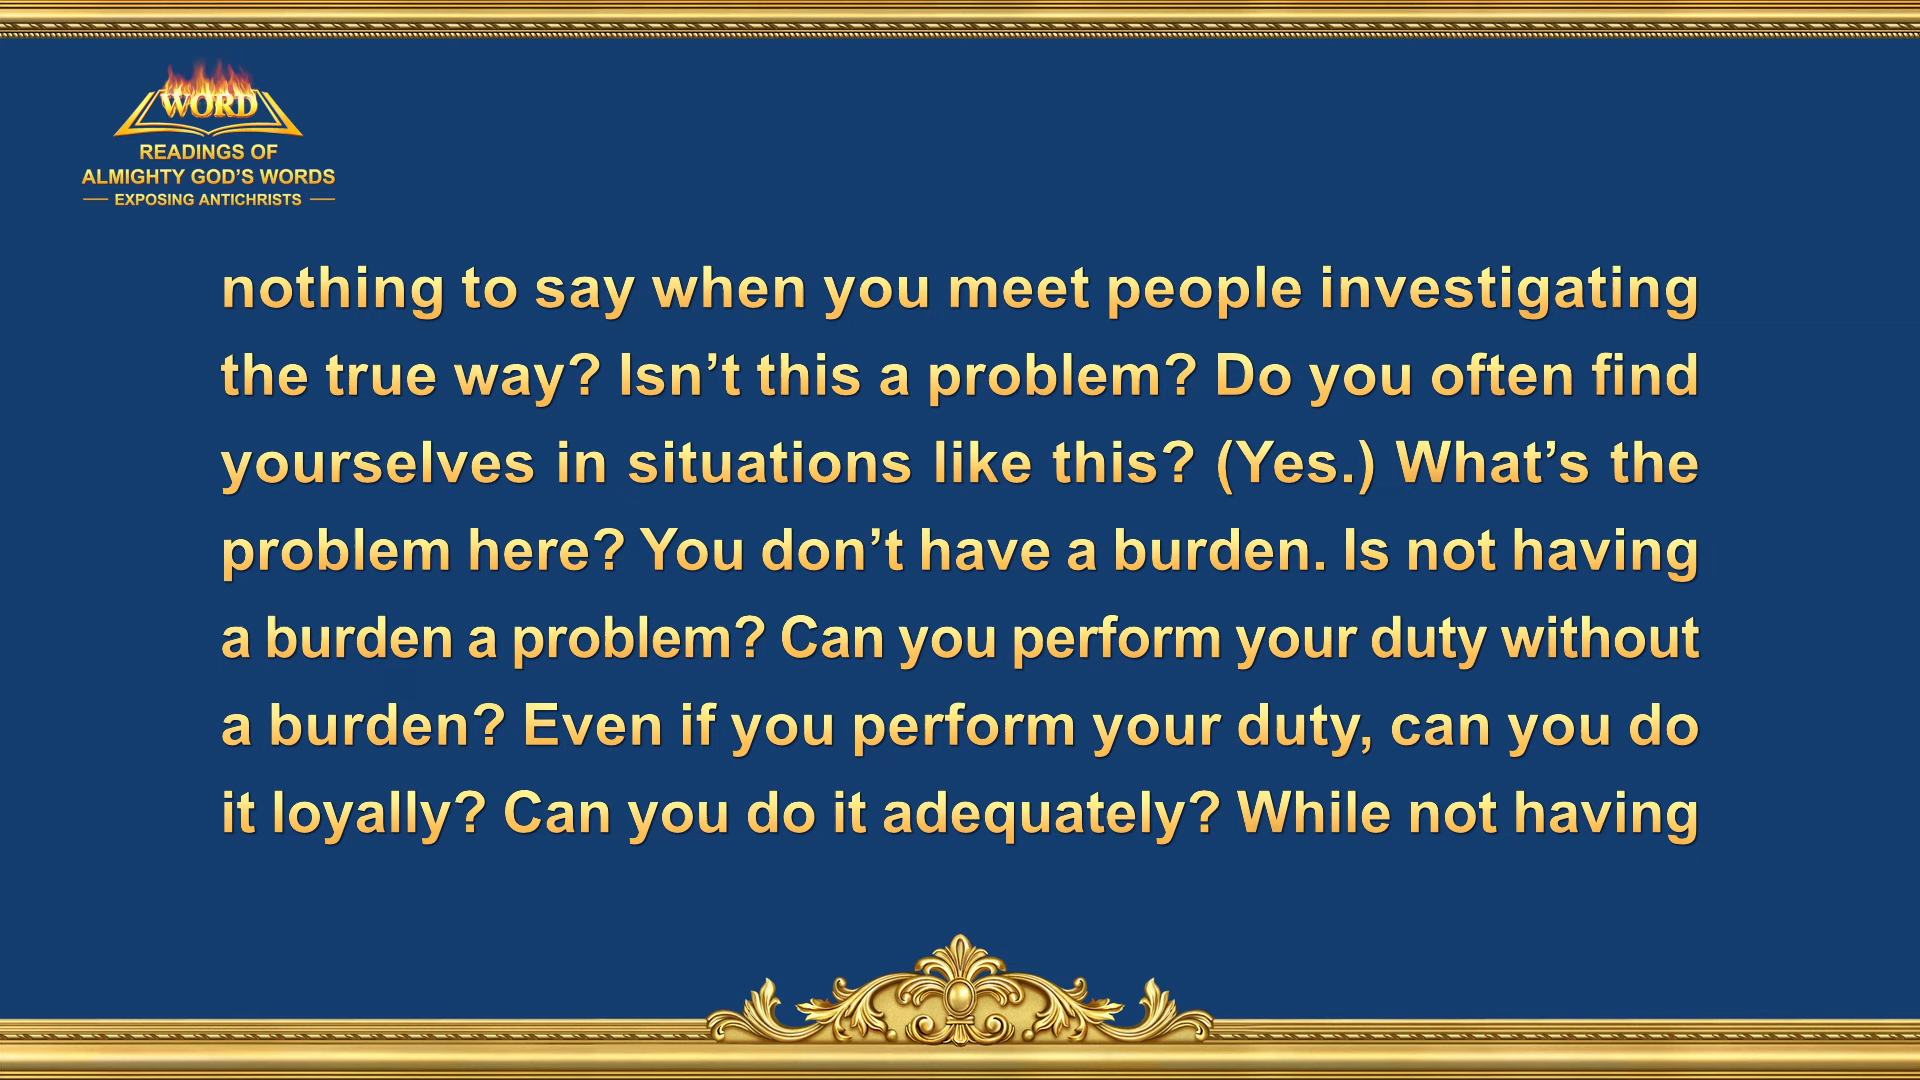 WORD
READINGS OF
ALMIGHTY GOD'S WORDS
EXPOSING ANTICHRISTS
nothing to say when you meet people investigating
the true way? Isn’t this a problem? Do you often find
yourselves in situations like this? (Yes.) What’s the
problem here? You don’t have a burden. Is not having
a burden a problem? Can you perform your duty without
a burden? Even if you perform your duty, can you do
it loyally? Can you do it adequately? While not having